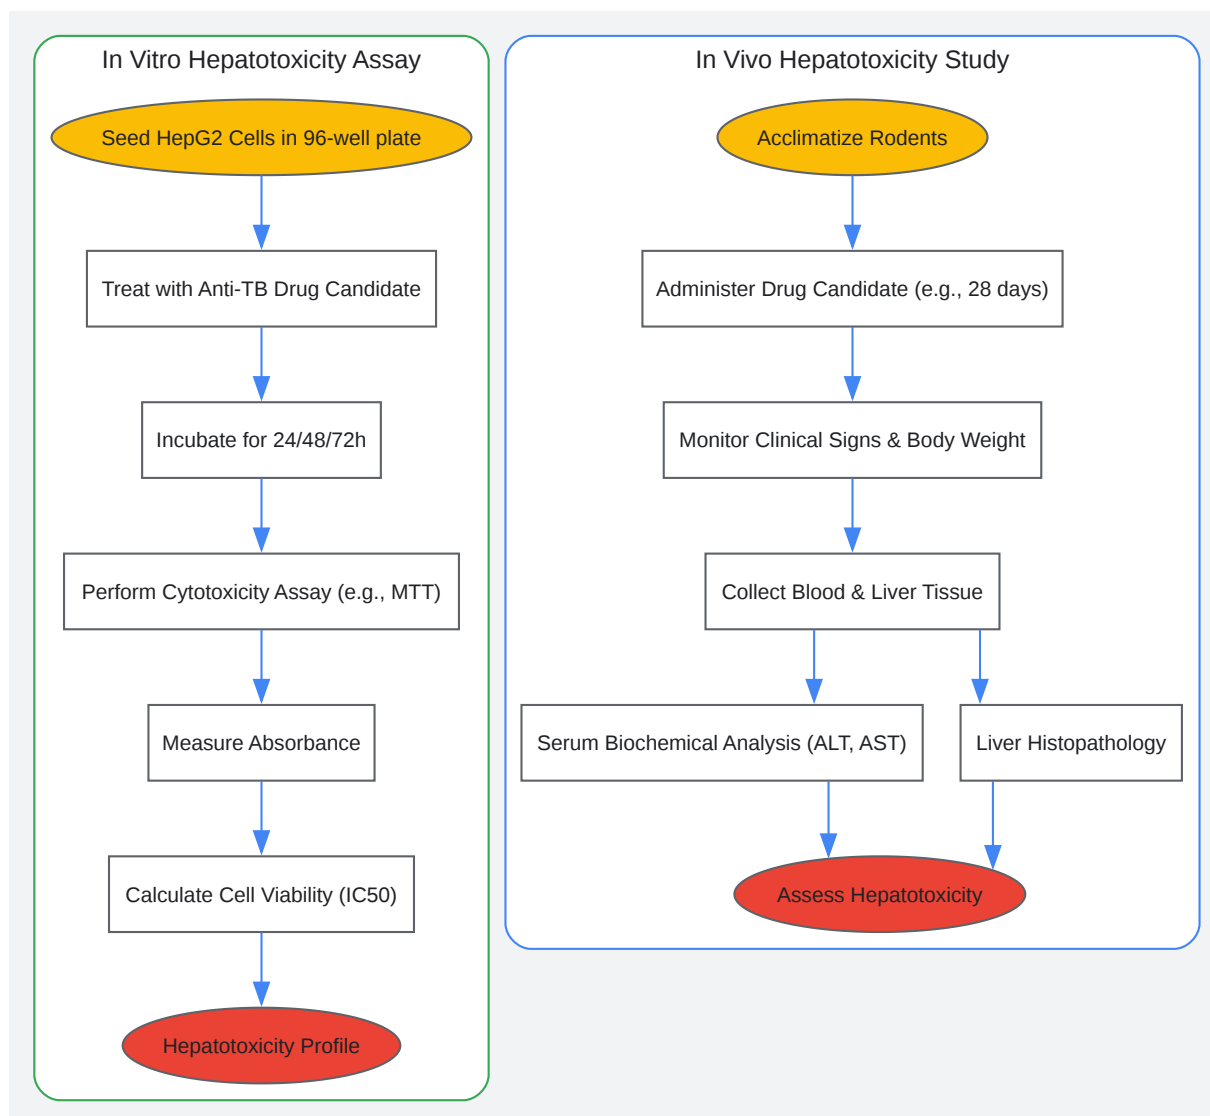 In Vitro Hepatotoxicity Assay
Seed HepG2 Cells in 96-well plate
Treat with Anti-TB Drug Candidate
Incubate for 24/48/72h
Perform Cytotoxicity Assay (e.g., MTT)
Measure Absorbance
Calculate Cell Viability (IC50)
Hepatotoxicity Profile
In Vivo Hepatotoxicity Study
Acclimatize Rodents
Administer Drug Candidate (e.g., 28 days)
Monitor Clinical Signs & Body Weight
Collect Blood & Liver Tissue
Serum Biochemical Analysis (ALT, AST)
Liver Histopathology
Assess Hepatotoxicity